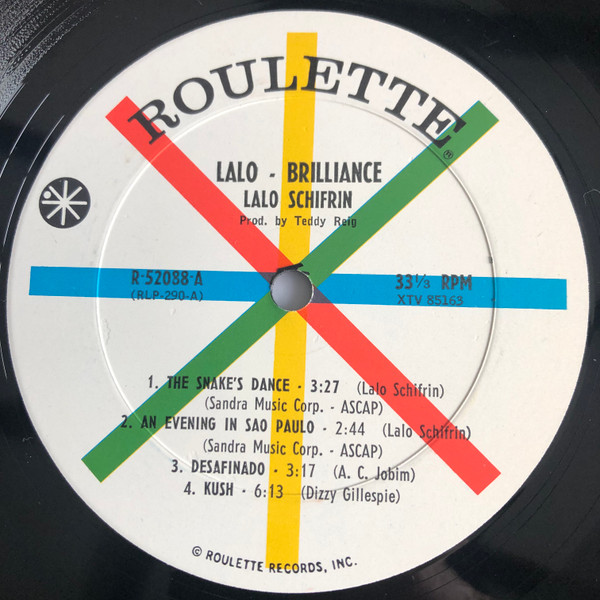 ROULETTE®
LALO - BRILLIANCE
LALO SCHIFRIN
Prod. by Teddy Reig
R-52088-A
(RLP-290-A)
33⅓ RPM
XTV 85163
1. THE SNAKE'S DANCE - 3:27 (Lalo Schifrin)
(Sandra Music Corp. - ASCAP)
2. AN EVENING IN SAO PAULO - 2:44 (Lalo Schifrin)
(Sandra Music Corp. - ASCAP)
3. DESAFINADO - 3:17 (A. C. Jobim)
4. KUSH - 6:13 (Dizzy Gillespie)
© ROULETTE RECORDS, INC.